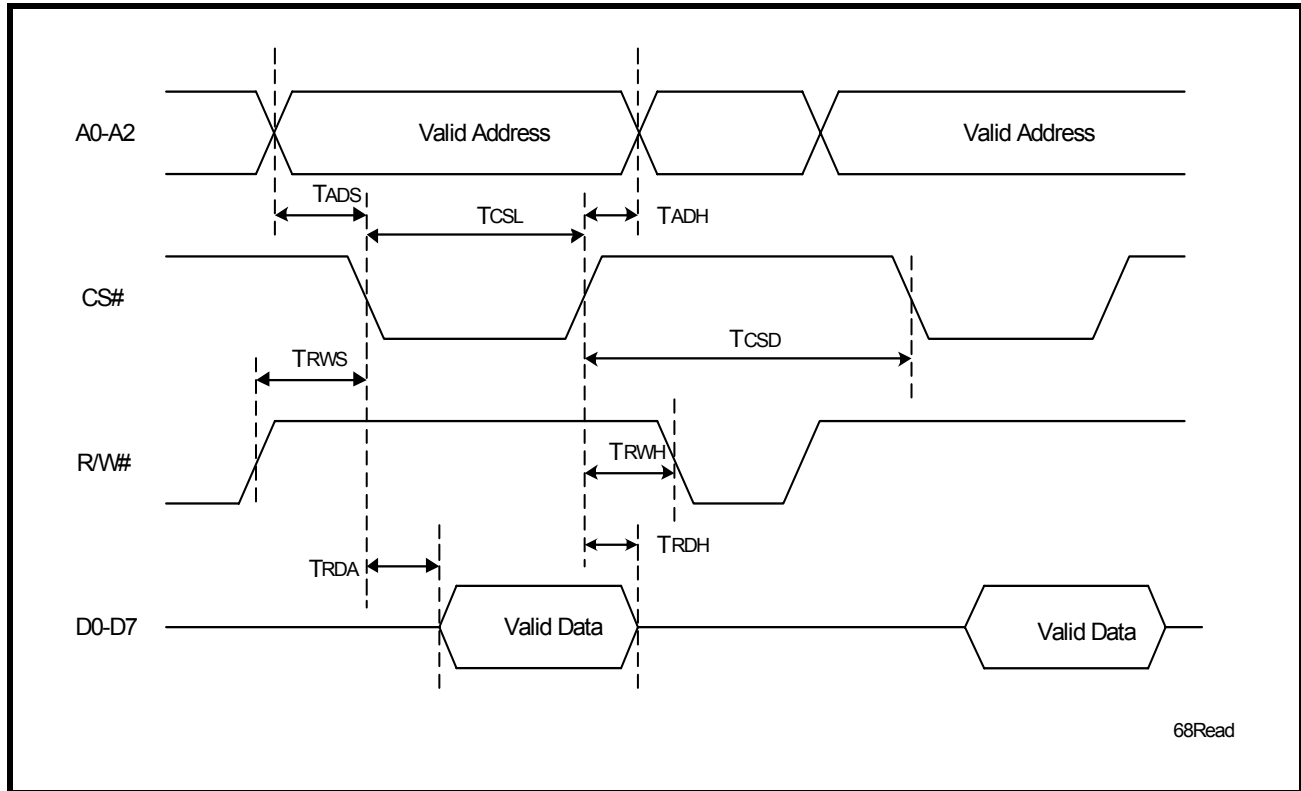 A0-A2
Valid Address
Valid Address
TADS
TCSL
TADH
CS#
TCSD
TRWS
R/W#
TRWH
TRDA
TRDH
D0-D7
Valid Data
Valid Data
68Read